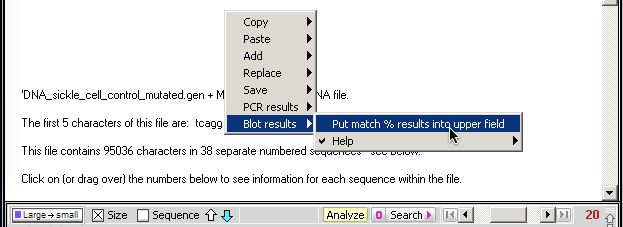 Copy
Paste
Add
Replace
Save
PCR results
Blot results
Put match % results into upper field
Help
'DNA_sickle_cell_control_mutated.gen + M NA file.
The first 5 characters of this file are: tcagg
This file contains 95036 characters in 38 separate numbered sequences see below.
Click on (or drag over) the numbers below to see information for each sequence within the file.
Large → small Size Sequence Analyze 0 Search 20